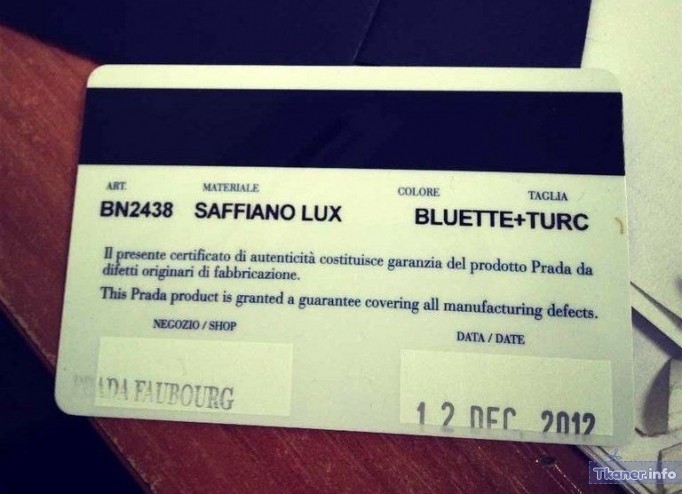 ART. MATERIALE COLORE TAGLIA
BN2438 SAFFIANO LUX BLUETTE+TURC
Il presente certificato di autenticità costituisce garanzia del prodotto Prada da
difetti originari di fabbricazione.
This Prada product is granted a guarantee covering all manufacturing defects.
NEGOZIO / SHOP DATA / DATE
PRADA FAUBOURG 12 DEC. 2012
Tkaner.info